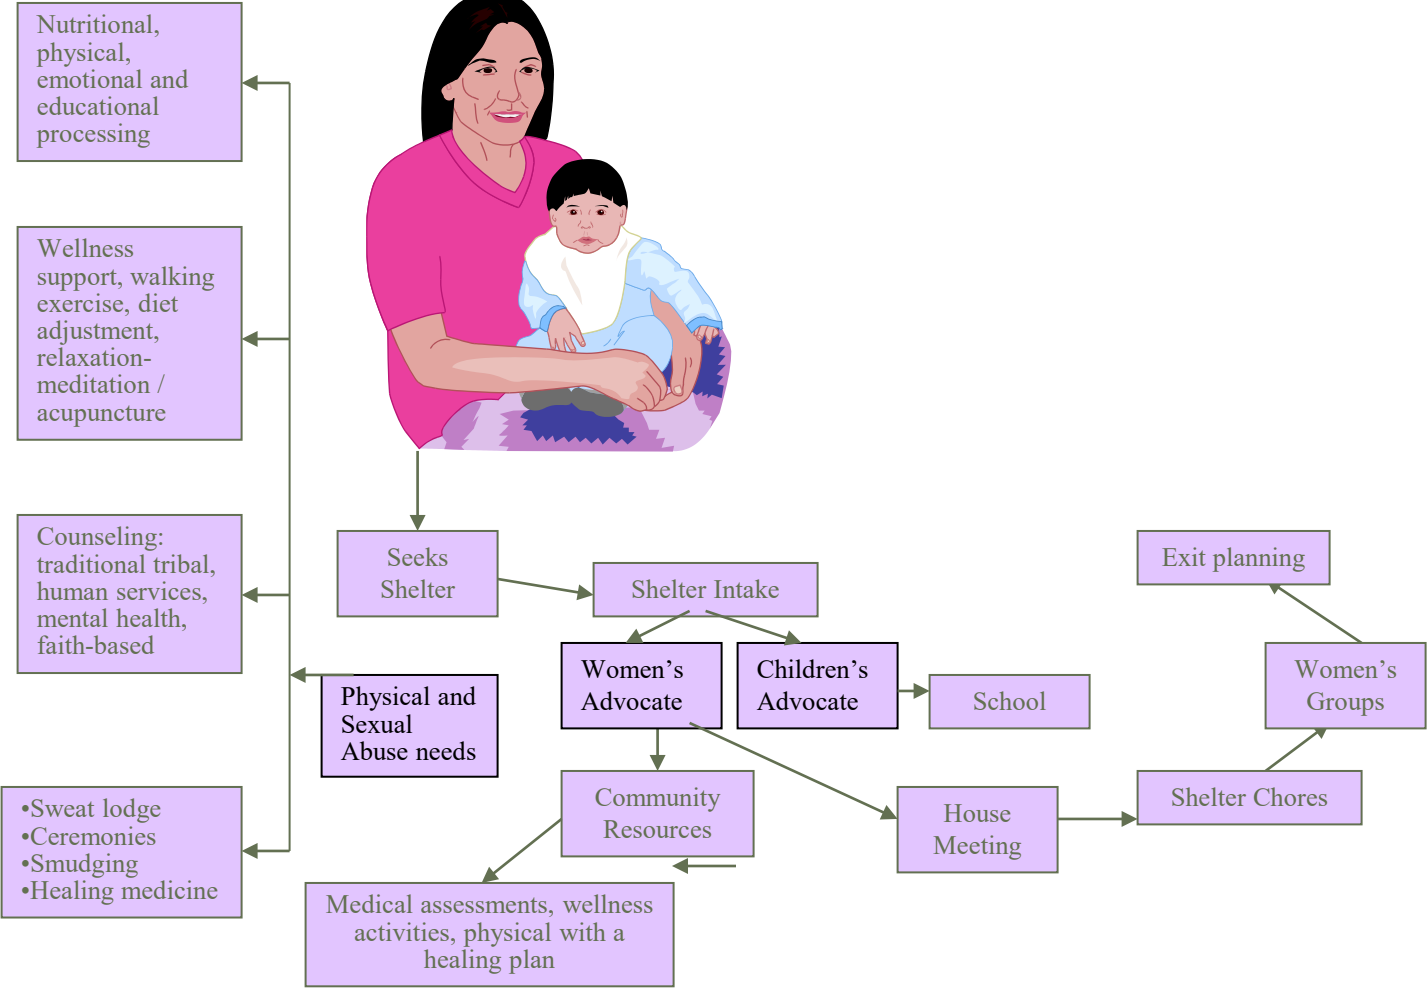 Nutritional,
physical,
emotional and
educational
processing
Wellness
support, walking
exercise, diet
adjustment,
relaxation-
meditation /
acupuncture
Counseling:
traditional tribal,
human services,
mental health,
faith-based
•Sweat lodge
•Ceremonies
•Smudging
•Healing medicine
Physical and
Sexual
Abuse needs
Seeks
Shelter
Shelter Intake
Women’s
Advocate
Children’s
Advocate
School
Community
Resources
Medical assessments, wellness
activities, physical with a
healing plan
House
Meeting
Shelter Chores
Women’s
Groups
Exit planning